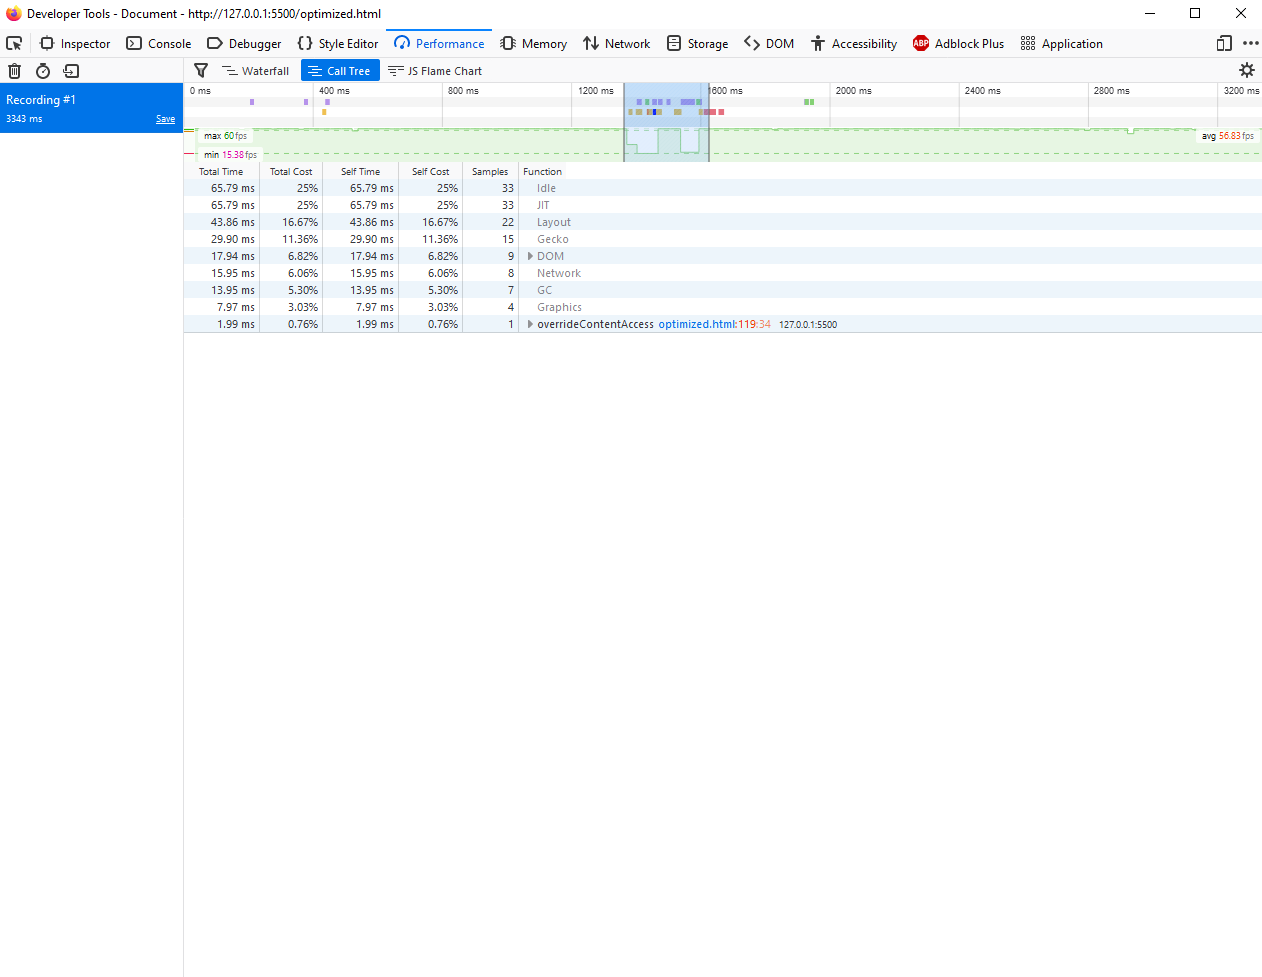 Developer Tools - Document - http://127.0.0.1:5500/optimized.html
Inspector Console Debugger Style Editor Performance Memory Network Storage DOM Accessibility ABP Adblock Plus Application
Waterfall Call Tree JS Flame Chart
Recording #1
3343 ms Save
0 ms 400 ms 800 ms 1200 ms 1600 ms 2000 ms 2400 ms 2800 ms 3200 ms
max 60 fps avg 56.83 fps
min 15.38 fps
Total Time Total Cost Self Time Self Cost Samples Function
65.79 ms 25% 65.79 ms 25% 33 Idle
65.79 ms 25% 65.79 ms 25% 33 JIT
43.86 ms 16.67% 43.86 ms 16.67% 22 Layout
29.90 ms 11.36% 29.90 ms 11.36% 15 Gecko
17.94 ms 6.82% 17.94 ms 6.82% 9 DOM
15.95 ms 6.06% 15.95 ms 6.06% 8 Network
13.95 ms 5.30% 13.95 ms 5.30% 7 GC
7.97 ms 3.03% 7.97 ms 3.03% 4 Graphics
1.99 ms 0.76% 1.99 ms 0.76% 1 overrideContentAccess optimized.html:119:34 127.0.0.1:5500